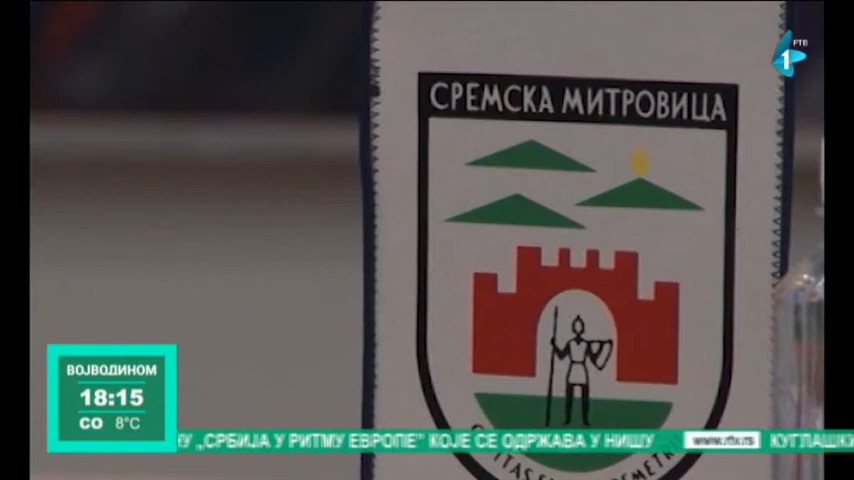 РТВ
1
СРЕМСКА МИТРОВИЦА
ВОЈВОДИНОМ
18:15
СО 8°C
„СРБИЈА У РИТМУ ЕВРОПЕ” КОЈЕ СЕ ОДРЖАВА У НИШУ www.rtv.rs